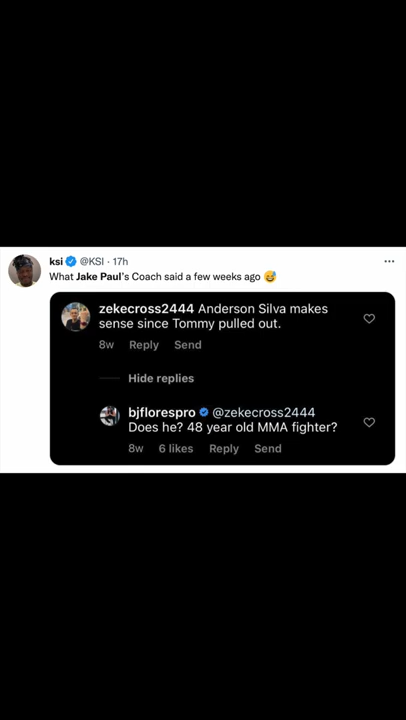 ksi @KSI · 17h
What Jake Paul's Coach said a few weeks ago 😅
zekecross2444 Anderson Silva makes
sense since Tommy pulled out.
8w Reply Send
Hide replies
bjflorespro @zekecross2444
Does he? 48 year old MMA fighter?
8w 6 likes Reply Send